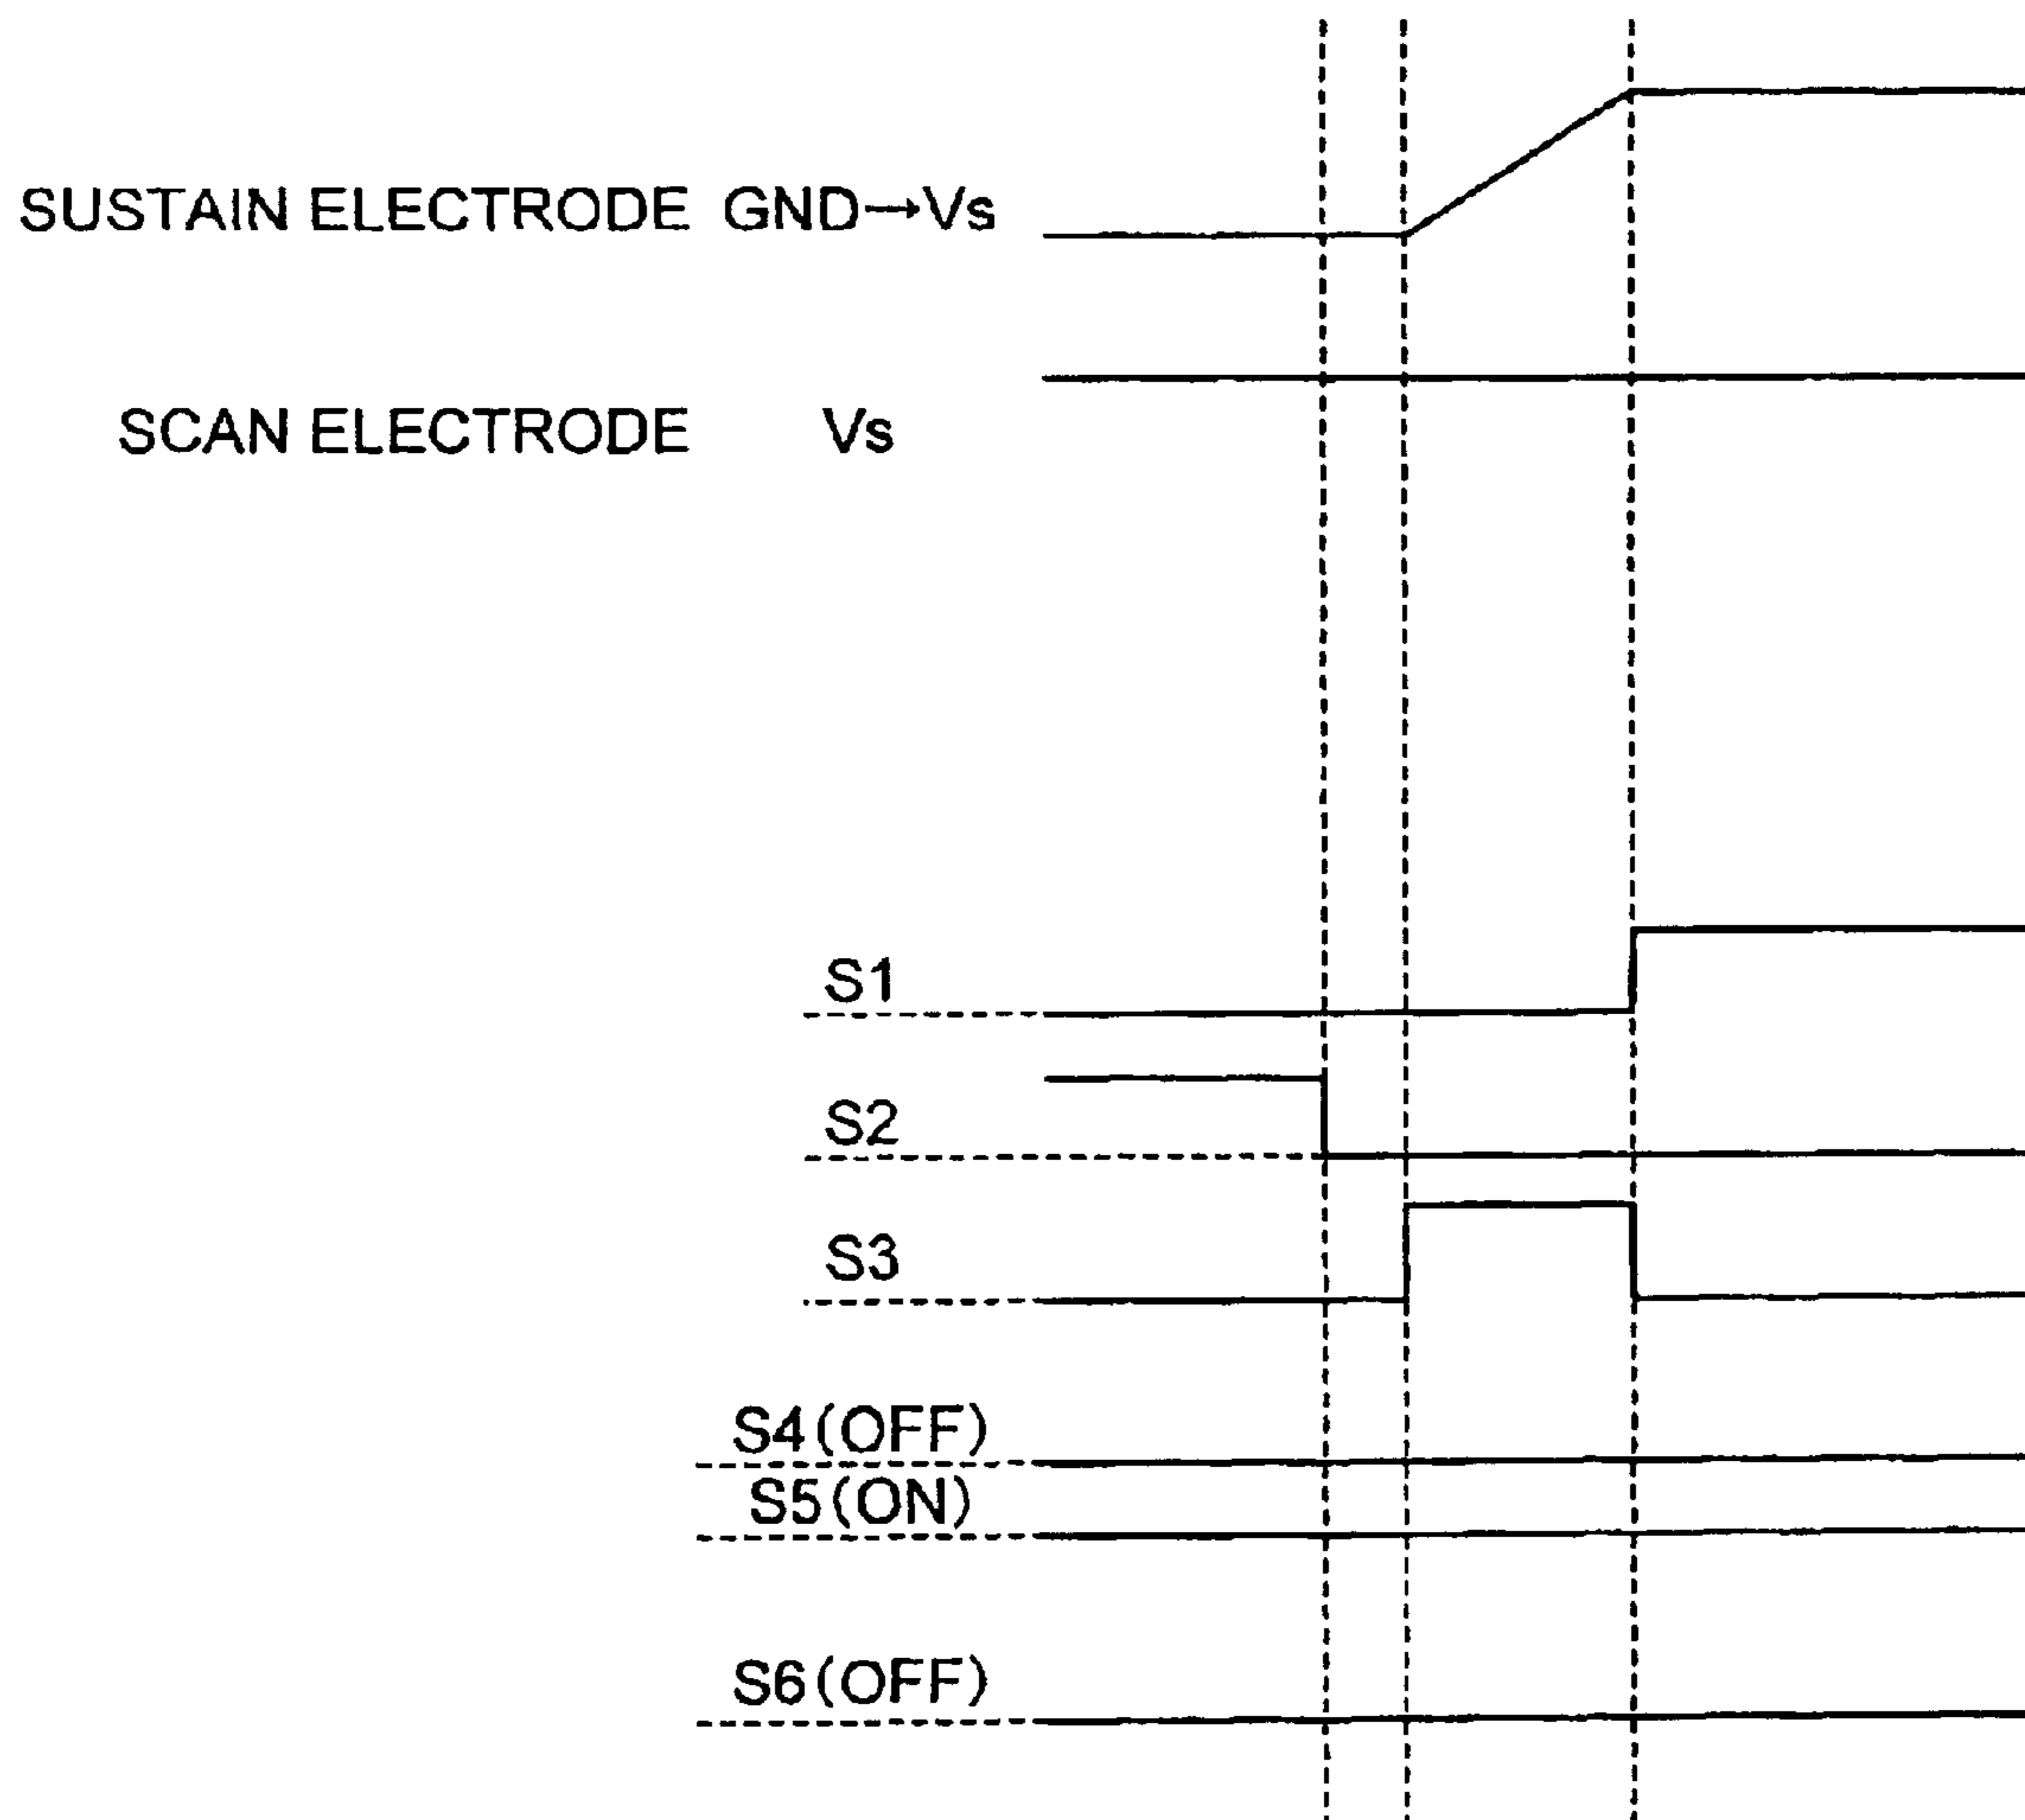 SUSTAIN ELECTRODE GND→Vs
SCAN ELECTRODE Vs
S1
S2
S3
S4(OFF)
S5(ON)
S6(OFF)